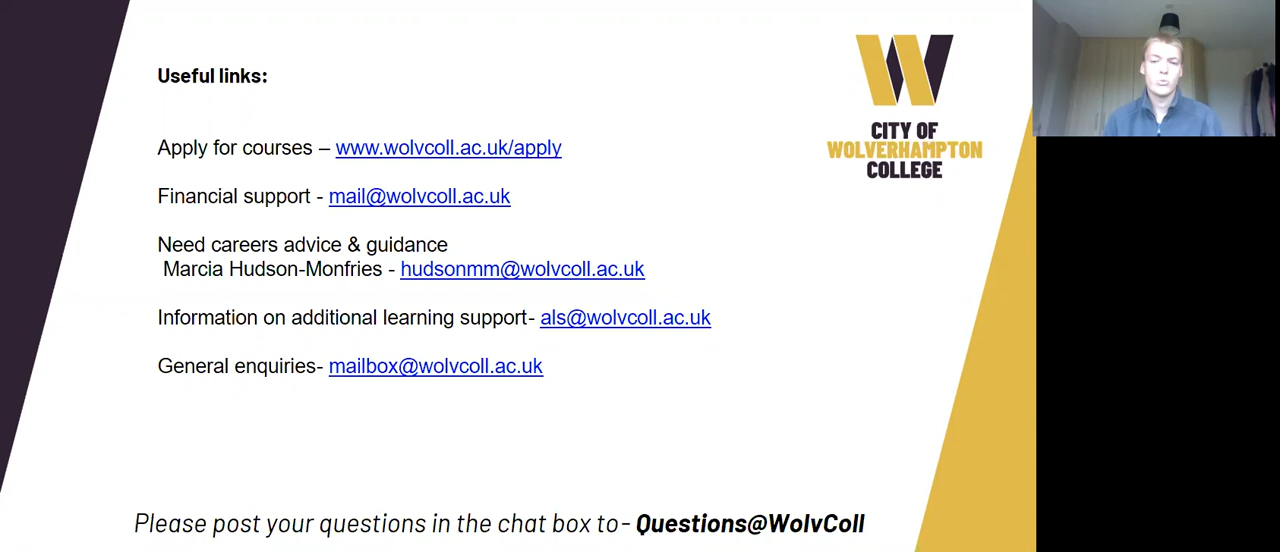 Useful links:
Apply for courses – www.wolvcoll.ac.uk/apply
Financial support - mail@wolvcoll.ac.uk
Need careers advice & guidance
Marcia Hudson-Monfries - hudsonmm@wolvcoll.ac.uk
Information on additional learning support- als@wolvcoll.ac.uk
General enquiries- mailbox@wolvcoll.ac.uk
Please post your questions in the chat box to- Questions@WolvColl
W
CITY OF
WOLVERHAMPTON
COLLEGE